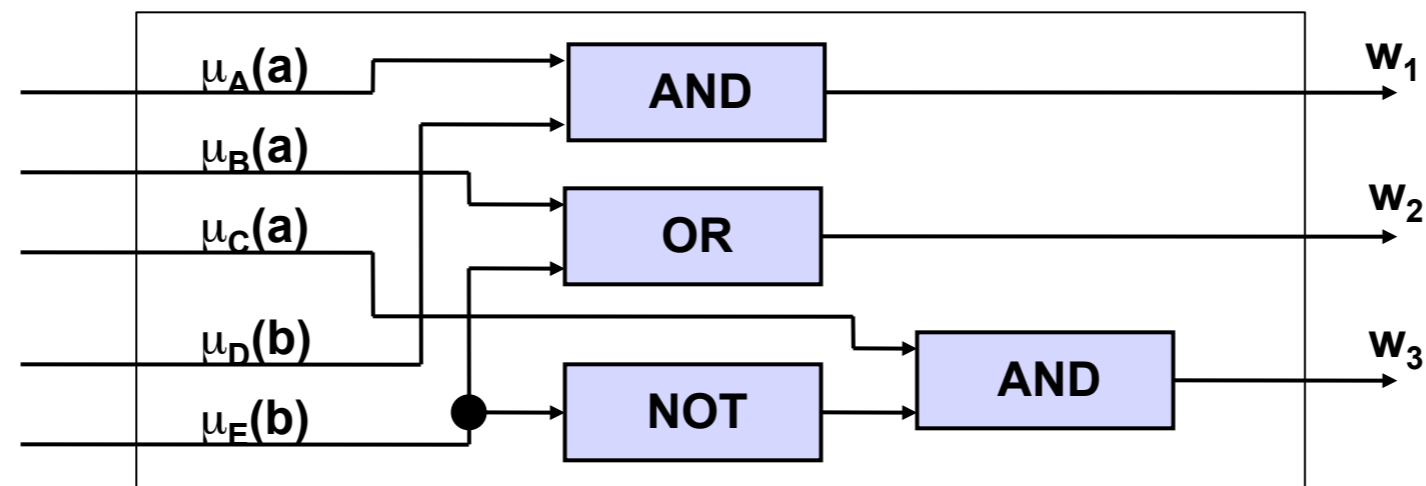 μA(a)
AND
w1
μB(a)
OR
w2
μC(a)
μD(b)
AND
w3
μE(b)
NOT